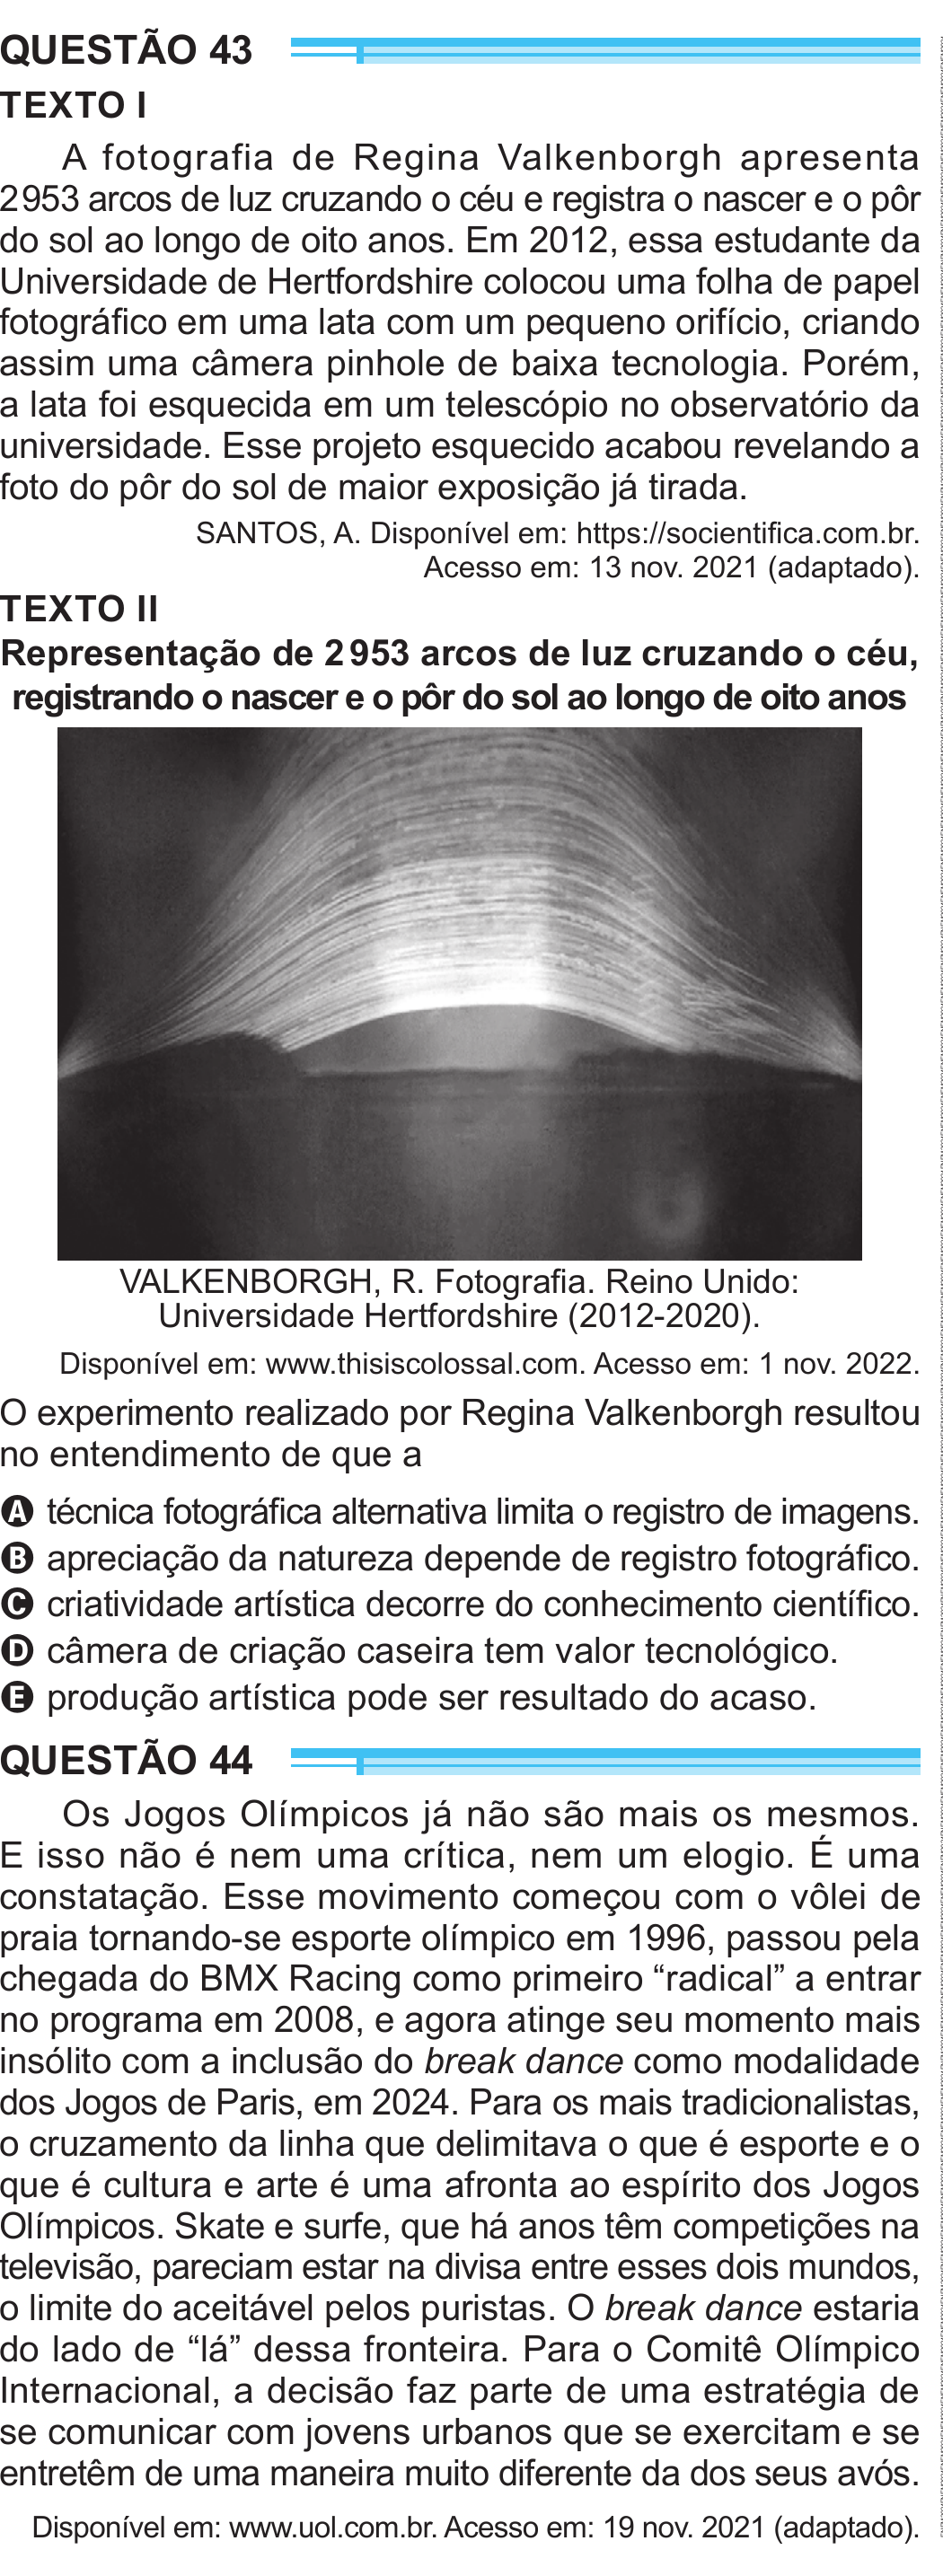 QUESTÃO 43
TEXTO I
A fotografia de Regina Valkenborgh apresenta
2 953 arcos de luz cruzando o céu e registra o nascer e o pôr
do sol ao longo de oito anos. Em 2012, essa estudante da
Universidade de Hertfordshire colocou uma folha de papel
fotográfico em uma lata com um pequeno orifício, criando
assim uma câmera pinhole de baixa tecnologia. Porém,
a lata foi esquecida em um telescópio no observatório da
universidade. Esse projeto esquecido acabou revelando a
foto do pôr do sol de maior exposição já tirada.
SANTOS, A. Disponível em: https://socientifica.com.br.
Acesso em: 13 nov. 2021 (adaptado).
TEXTO II
Representação de 2 953 arcos de luz cruzando o céu,
registrando o nascer e o pôr do sol ao longo de oito anos
VALKENBORGH, R. Fotografia. Reino Unido:
Universidade Hertfordshire (2012-2020).
Disponível em: www.thisiscolossal.com. Acesso em: 1 nov. 2022.
O experimento realizado por Regina Valkenborgh resultou
no entendimento de que a
A técnica fotográfica alternativa limita o registro de imagens.
B apreciação da natureza depende de registro fotográfico.
C criatividade artística decorre do conhecimento científico.
D câmera de criação caseira tem valor tecnológico.
E produção artística pode ser resultado do acaso.
QUESTÃO 44
Os Jogos Olímpicos já não são mais os mesmos.
E isso não é nem uma crítica, nem um elogio. É uma
constatação. Esse movimento começou com o vôlei de
praia tornando-se esporte olímpico em 1996, passou pela
chegada do BMX Racing como primeiro “radical” a entrar
no programa em 2008, e agora atinge seu momento mais
insólito com a inclusão do break dance como modalidade
dos Jogos de Paris, em 2024. Para os mais tradicionalistas,
o cruzamento da linha que delimitava o que é esporte e o
que é cultura e arte é uma afronta ao espírito dos Jogos
Olímpicos. Skate e surfe, que há anos têm competições na
televisão, pareciam estar na divisa entre esses dois mundos,
o limite do aceitável pelos puristas. O break dance estaria
do lado de “lá” dessa fronteira. Para o Comitê Olímpico
Internacional, a decisão faz parte de uma estratégia de
se comunicar com jovens urbanos que se exercitam e se
entretêm de uma maneira muito diferente da dos seus avós.
Disponível em: www.uol.com.br. Acesso em: 19 nov. 2021 (adaptado).